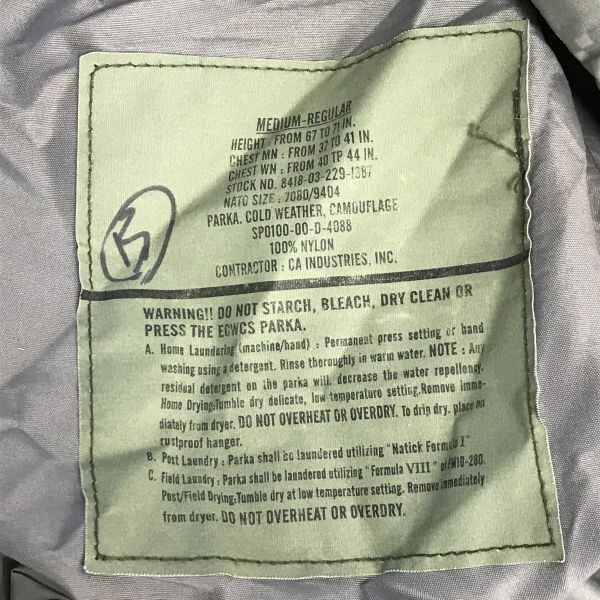 MEDIUM-REGULAR
HEIGHT : FROM 67 TO 71 IN.
CHEST MN : FROM 37 TO 41 IN.
CHEST WN : FROM 40 TP 44 IN.
STOCK NO. 8418-03-229-1387
NATO SIZE : 7080/9404
PARKA. COLD WEATHER, CAMOUFLAGE
SP0100-00-D-4088
100% NYLON
CONTRACTOR : CA INDUSTRIES, INC.
WARNING!! DO NOT STARCH, BLEACH, DRY CLEAN OR
PRESS THE ECWCS PARKA.
A. Home Laundering (machine/hand) : Permanent press setting or hand
washing using a detergent. Rinse thoroughly in warm water. NOTE : Any
residual detergent on the parka will decrease the water repellency.
Home Drying:Tumble dry delicate, low temperature setting.Remove imme-
diately from dryer. DO NOT OVERHEAT OR OVERDRY. To drip dry, place on
rustproof hanger.
B. Post Laundry : Parka shall be laundered utilizing "Natick Formula I"
C. Field Laundry : Parka shall be laundered utilizing "Formula VIII" of FM10-280.
Post/Field Drying:Tumble dry at low temperature setting. Remove immediately
from dryer. DO NOT OVERHEAT OR OVERDRY.